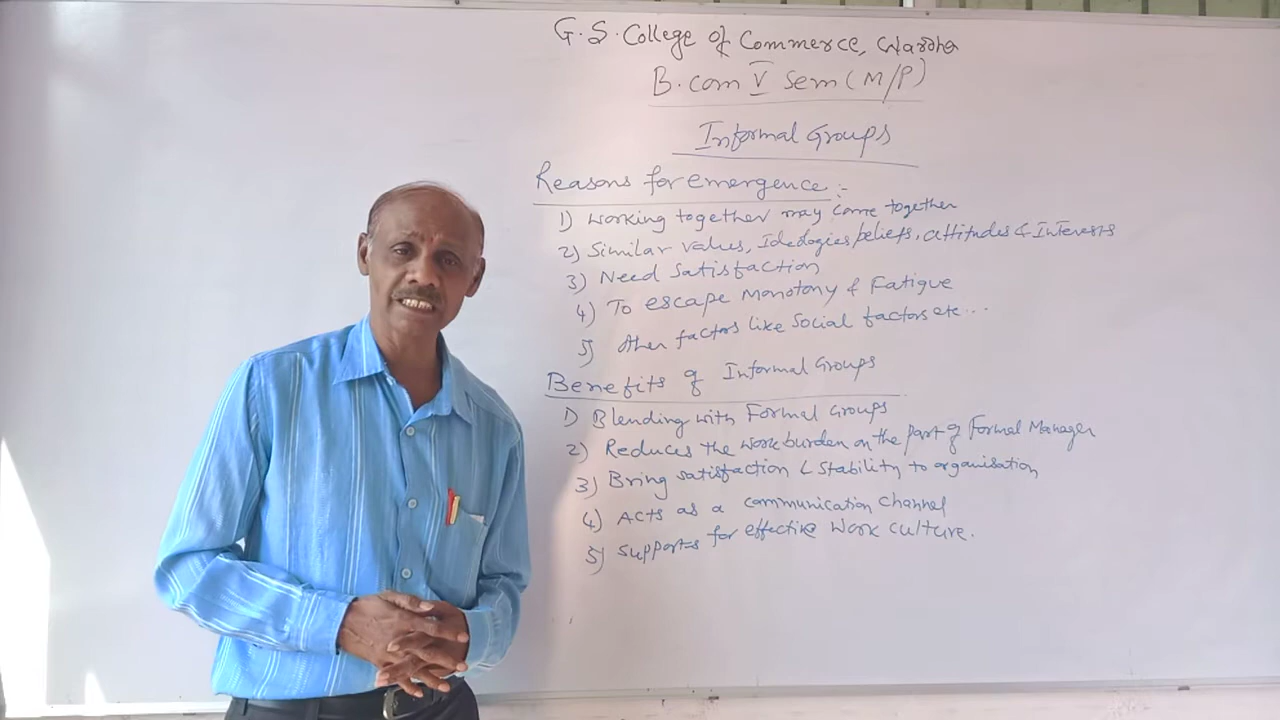 G.S. College of Commerce, Wardha
B.com V Sem (M/P)
Informal Groups
Reasons for emergence :-
1) Working together may come together
2) Similar values, Ideologies, beliefs, attitudes & Interests
3) Need Satisfaction
4) To escape Monotony & Fatigue
5) Other factors like Social factors etc...
Benefits of Informal Groups
1) Blending with Formal Groups
2) Reduces the work burden on the part of Formal Manager
3) Bring satisfaction & Stability to organisation
4) Acts as a communication channel
5) Supports for effective Work culture.